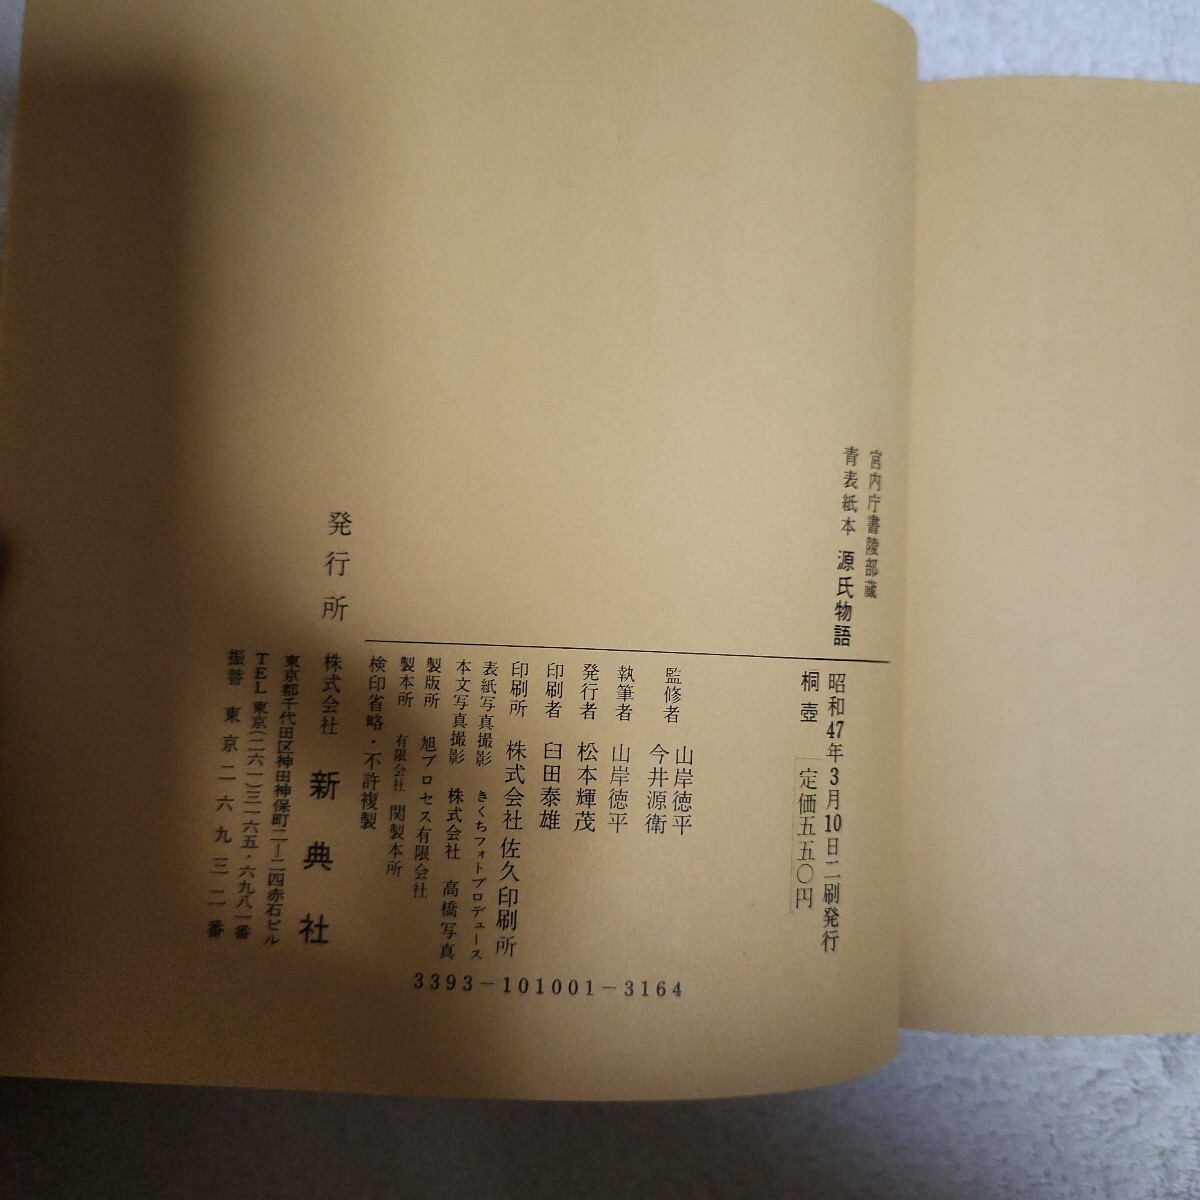 宮内庁書陵部蔵
青表紙本 源氏物語
昭和47年3月10日二刷発行
桐壺 定価五五〇円
監修者 山岸徳平
今井源衛
執筆者 山岸徳平
発行者 松本輝茂
印刷者 臼田泰雄
印刷所 株式会社 佐久印刷所
表紙写真撮影 きくちフォトプロデュース
本文写真撮影 株式会社 高橋写真
製版所 旭プロセス有限会社
製本所 有限会社 関製本所
検印省略・不許複製
発行所 株式会社 新典社
東京都千代田区神田神保町二ー二四赤石ビル
TEL 東京(二六一)三一六五・六九八一番
振替 東京二六九三二番
3393-101001-3164